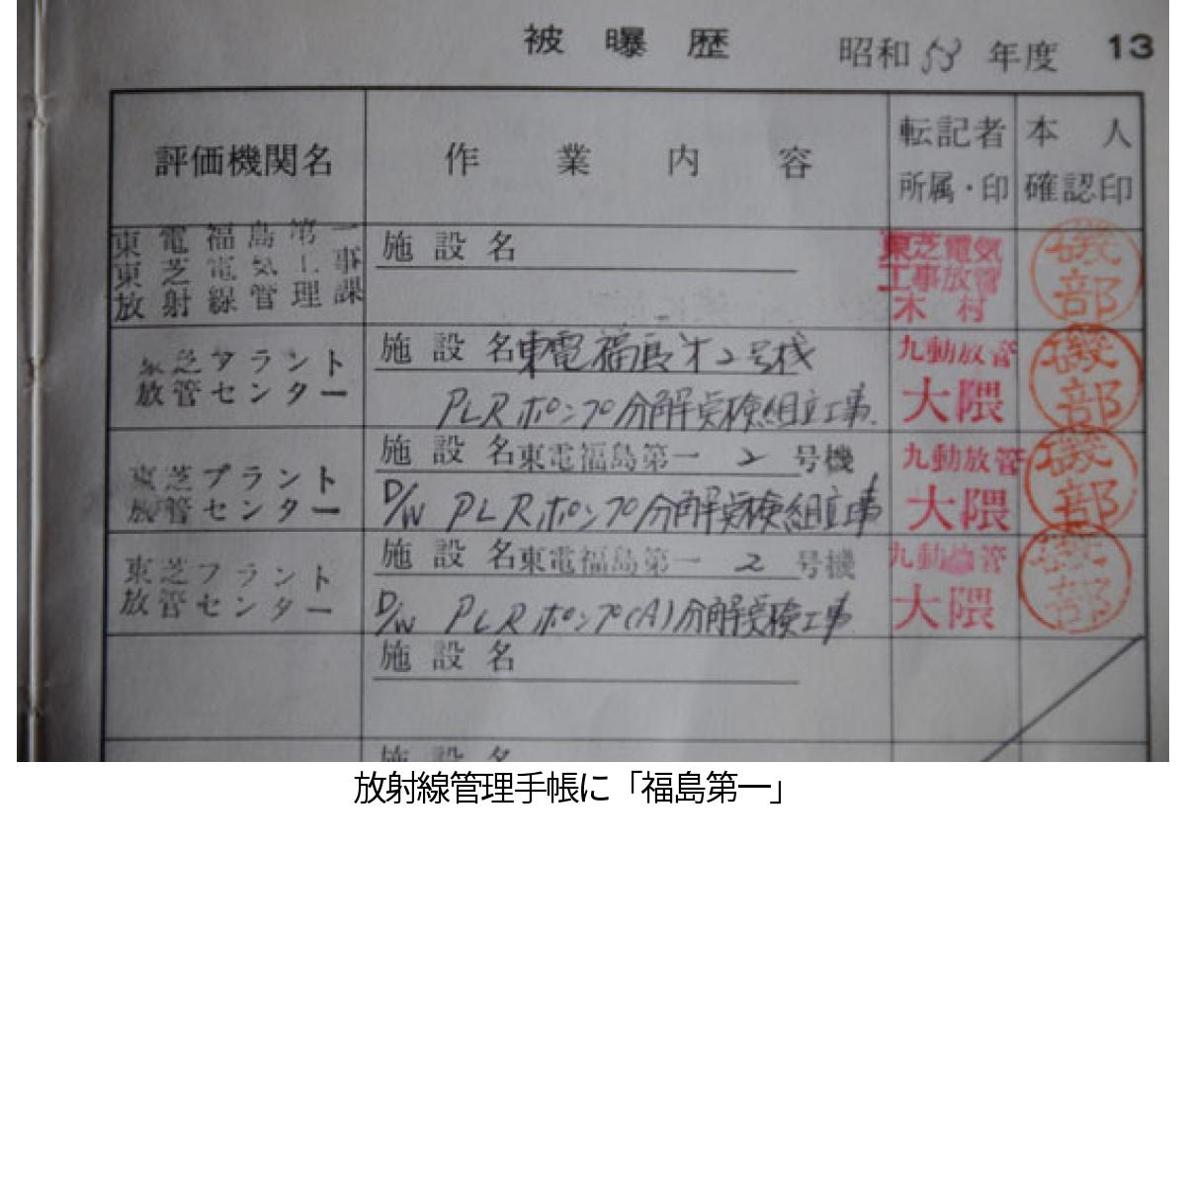 被曝歴 昭和53年度 13
評価機関名 作業内容 転記者所属・印 本人確認印
東電福島第一
東芝電気工事
放射線管理課
施設名
東芝電気
工事放管
木村
磯部
東芝プラント
放管センター
施設名 東電福島 2号機
PLRポンプ分解点検組立工事
九動放管
大隈
磯部
東芝プラント
放管センター
施設名 東電福島第一 2号機
D/W PLRポンプ分解点検組立工事
九動放管
大隈
磯部
東芝プラント
放管センター
施設名 東電福島第一 2号機
D/W PLRポンプ(A)分解点検工事
九動放管
大隈
磯部
施設名
施設名
放射線管理手帳に「福島第一」